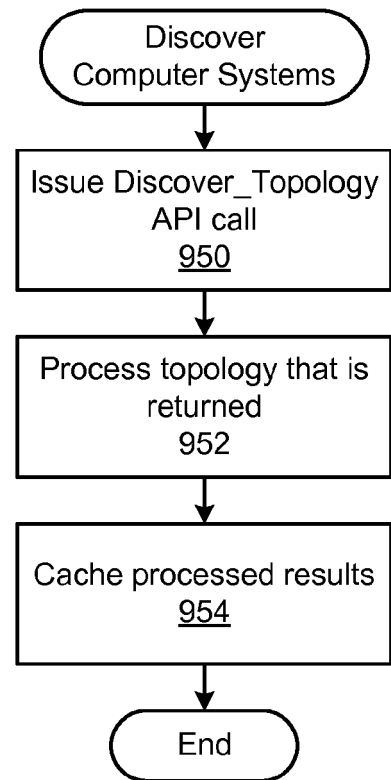 Discover
Computer Systems
Issue Discover_Topology
API call
950
Process topology that is
returned
952
Cache processed results
954
End